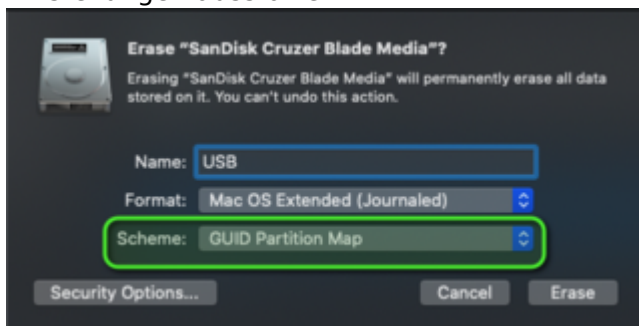 Erase "SanDisk Cruzer Blade Media"?
Erasing "SanDisk Cruzer Blade Media" will permanently erase all data
stored on it. You can't undo this action.
Name: USB
Format: Mac OS Extended (Journaled)
Scheme: GUID Partition Map
Security Options... Cancel Erase